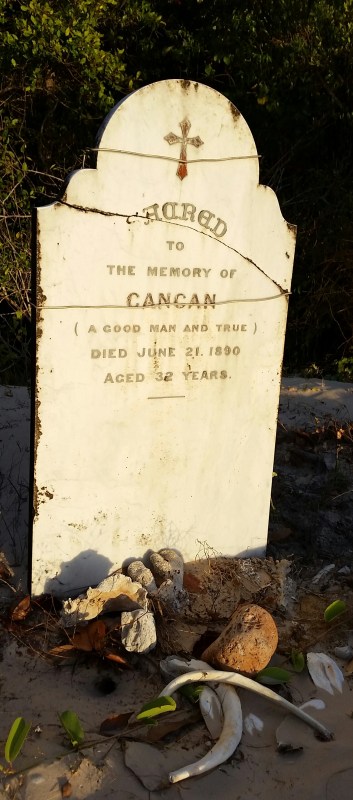 SACRED
TO
THE MEMORY OF
CANCAN
( A GOOD MAN AND TRUE )
DIED JUNE 21. 1890
AGED 32 YEARS.